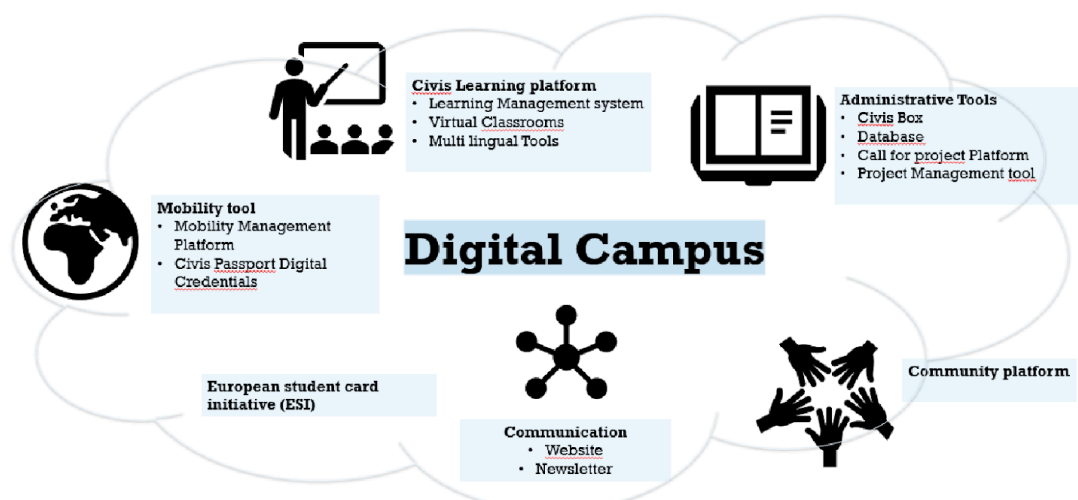 Civis Learning platform
• Learning Management system
• Virtual Classrooms
• Multi lingual Tools
Administrative Tools
• Civis Box
• Database
• Call for project Platform
• Project Management tool
Mobility tool
• Mobility Management
Platform
• Civis Passport Digital
Credentials
Digital Campus
European student card
initiative (ESI)
Communication
• Website
• Newsletter
Community platform